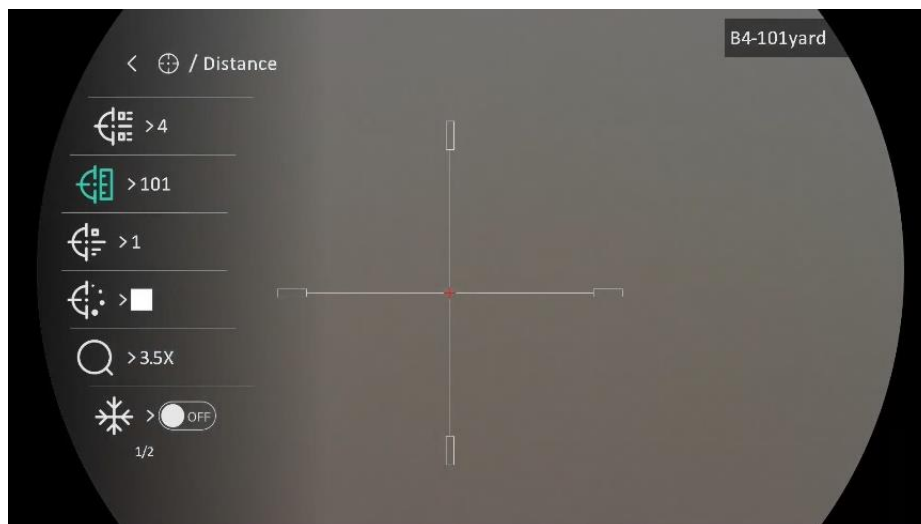 B4-101yard
< / Distance
>4
>101
>1
>
>3.5X
> OFF
1/2